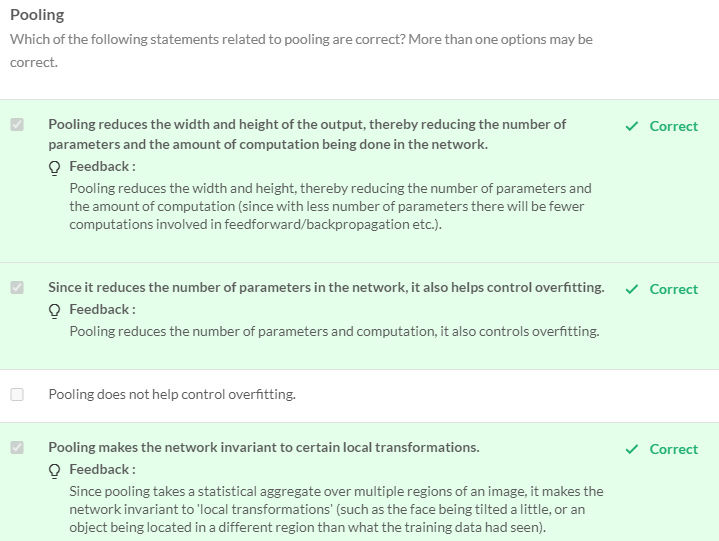 Pooling
Which of the following statements related to pooling are correct? More than one options may be
correct.
Pooling reduces the width and height of the output, thereby reducing the number of
parameters and the amount of computation being done in the network.
Correct
Feedback :
Pooling reduces the width and height, thereby reducing the number of parameters and
the amount of computation (since with less number of parameters there will be fewer
computations involved in feedforward/backpropagation etc.).
Since it reduces the number of parameters in the network, it also helps control overfitting.
Correct
Feedback :
Pooling reduces the number of parameters and computation, it also controls overfitting.
Pooling does not help control overfitting.
Pooling makes the network invariant to certain local transformations.
Correct
Feedback :
Since pooling takes a statistical aggregate over multiple regions of an image, it makes the
network invariant to 'local transformations' (such as the face being tilted a little, or an
object being located in a different region than what the training data had seen).